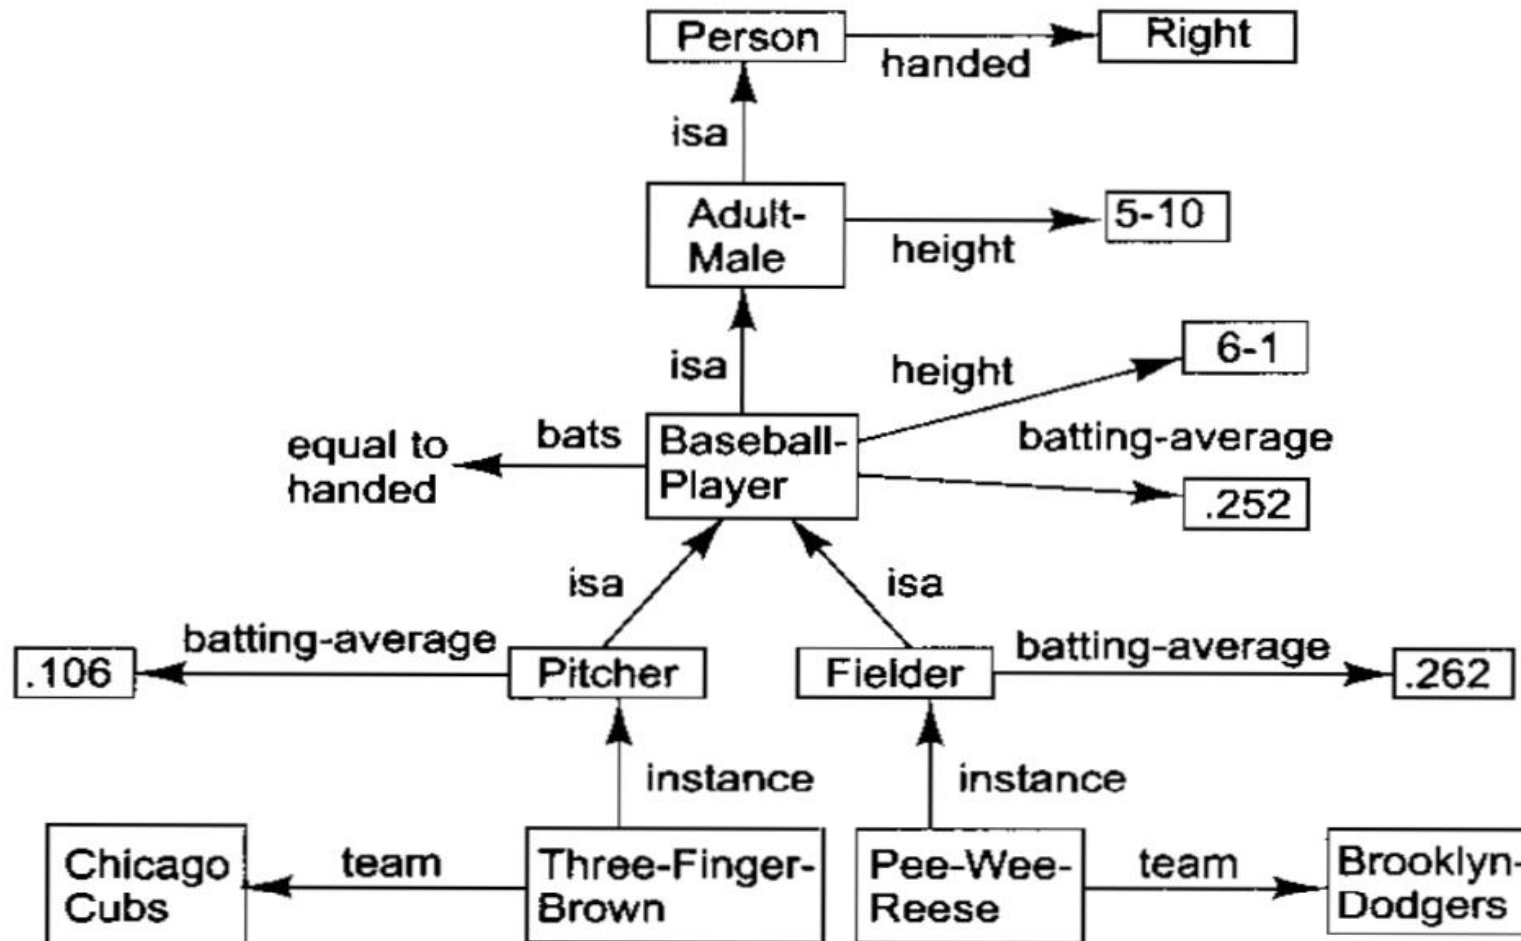 Person
Right
handed
isa
Adult-
Male
5-10
height
isa
height
6-1
equal to
handed
bats
Baseball-
Player
batting-average
.252
isa
isa
.106
batting-average
Pitcher
Fielder
batting-average
.262
instance
instance
Chicago
Cubs
team
Three-Finger-
Brown
Pee-Wee-
Reese
team
Brooklyn-
Dodgers